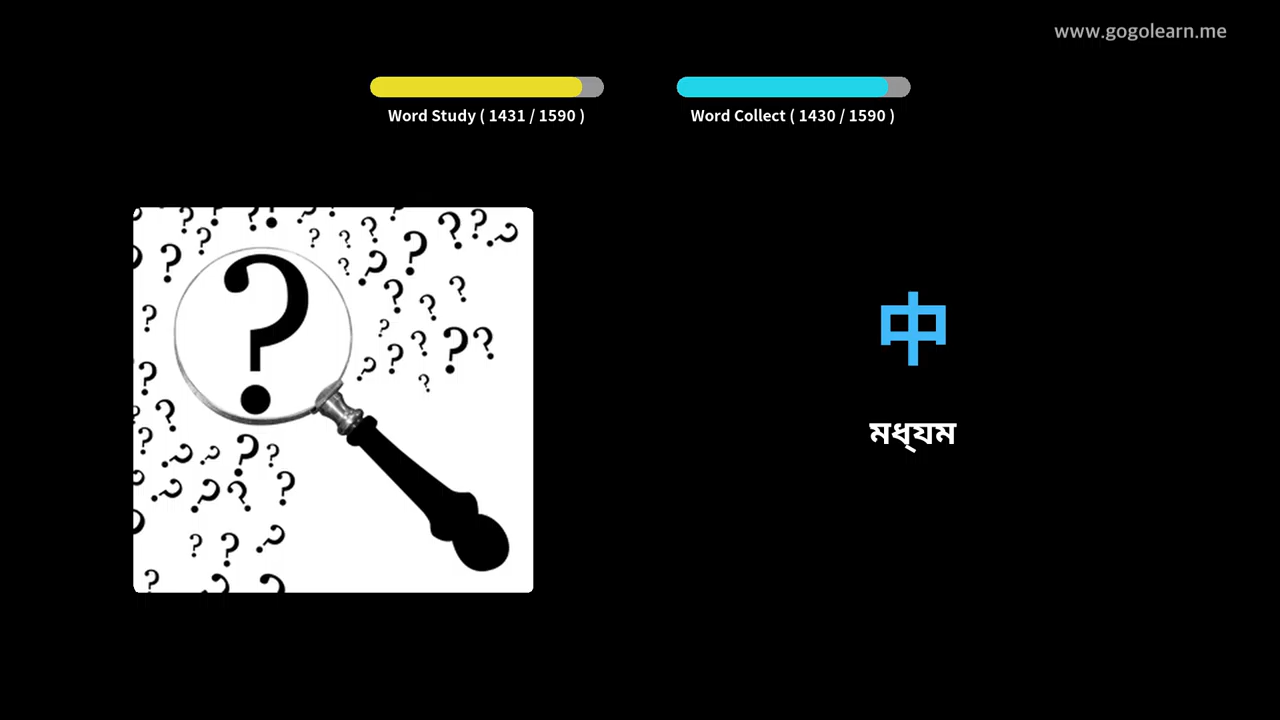 www.gogolearn.me
Word Study ( 1431 / 1590 )
Word Collect ( 1430 / 1590 )
中
মধ্যম